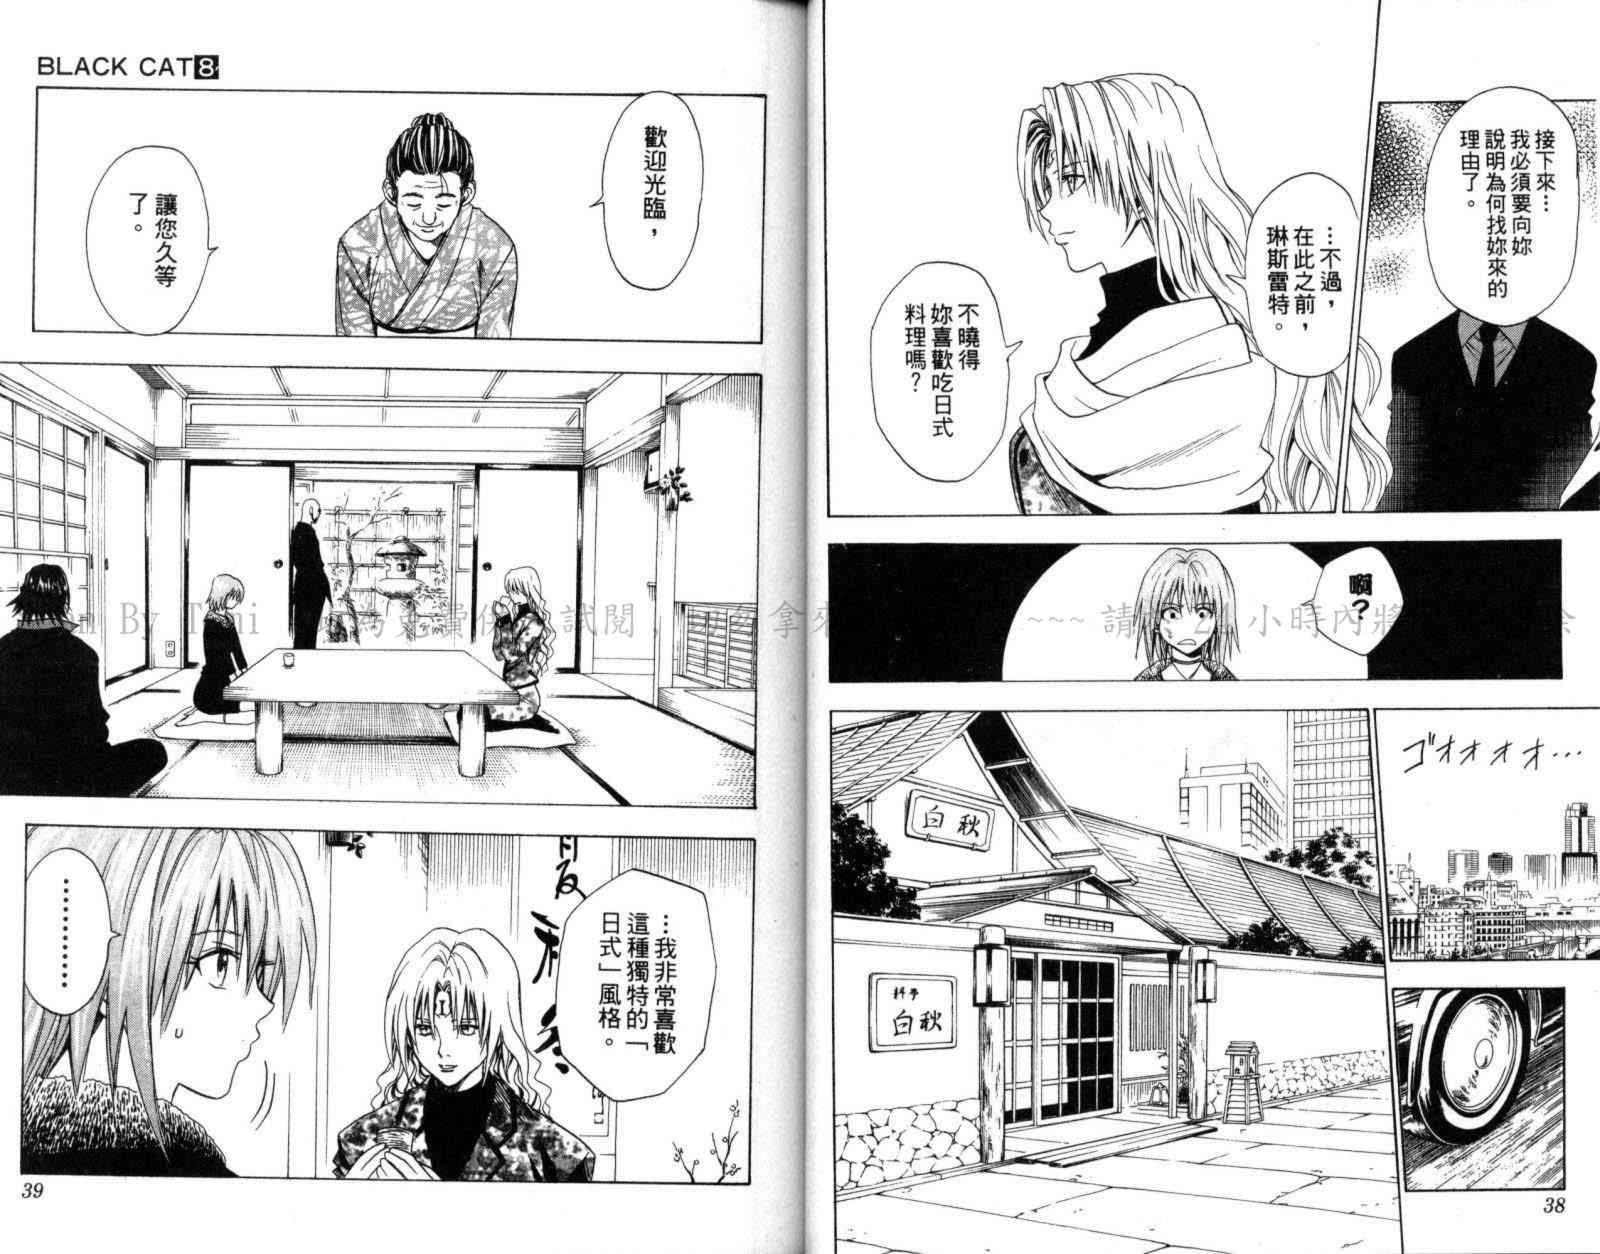 接下來…
我必須要向妳
說明為何找妳來的
理由了。
…不過，
在此之前，
琳斯雷特。
不曉得
妳喜歡吃日式
料理嗎？
啊？
ゴオオオオ…
白秋
料亭
白秋
38
BLACK CAT 8
歡迎光臨，
讓您久等
了。
…我非常喜歡
這種獨特的「
日式」風格。
…………
39